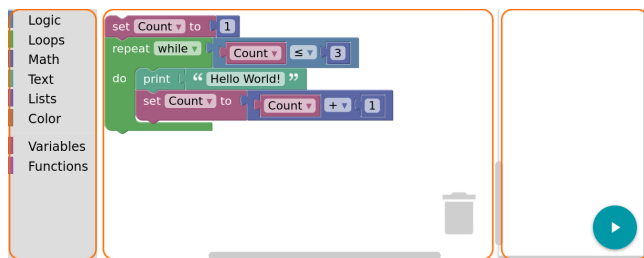 Logic
Loops
Math
Text
Lists
Color
Variables
Functions
set Count ▾ to 1
repeat while ▾ Count ▾ ≤ ▾ 3
do print “ Hello World! ”
set Count ▾ to Count ▾ + ▾ 1